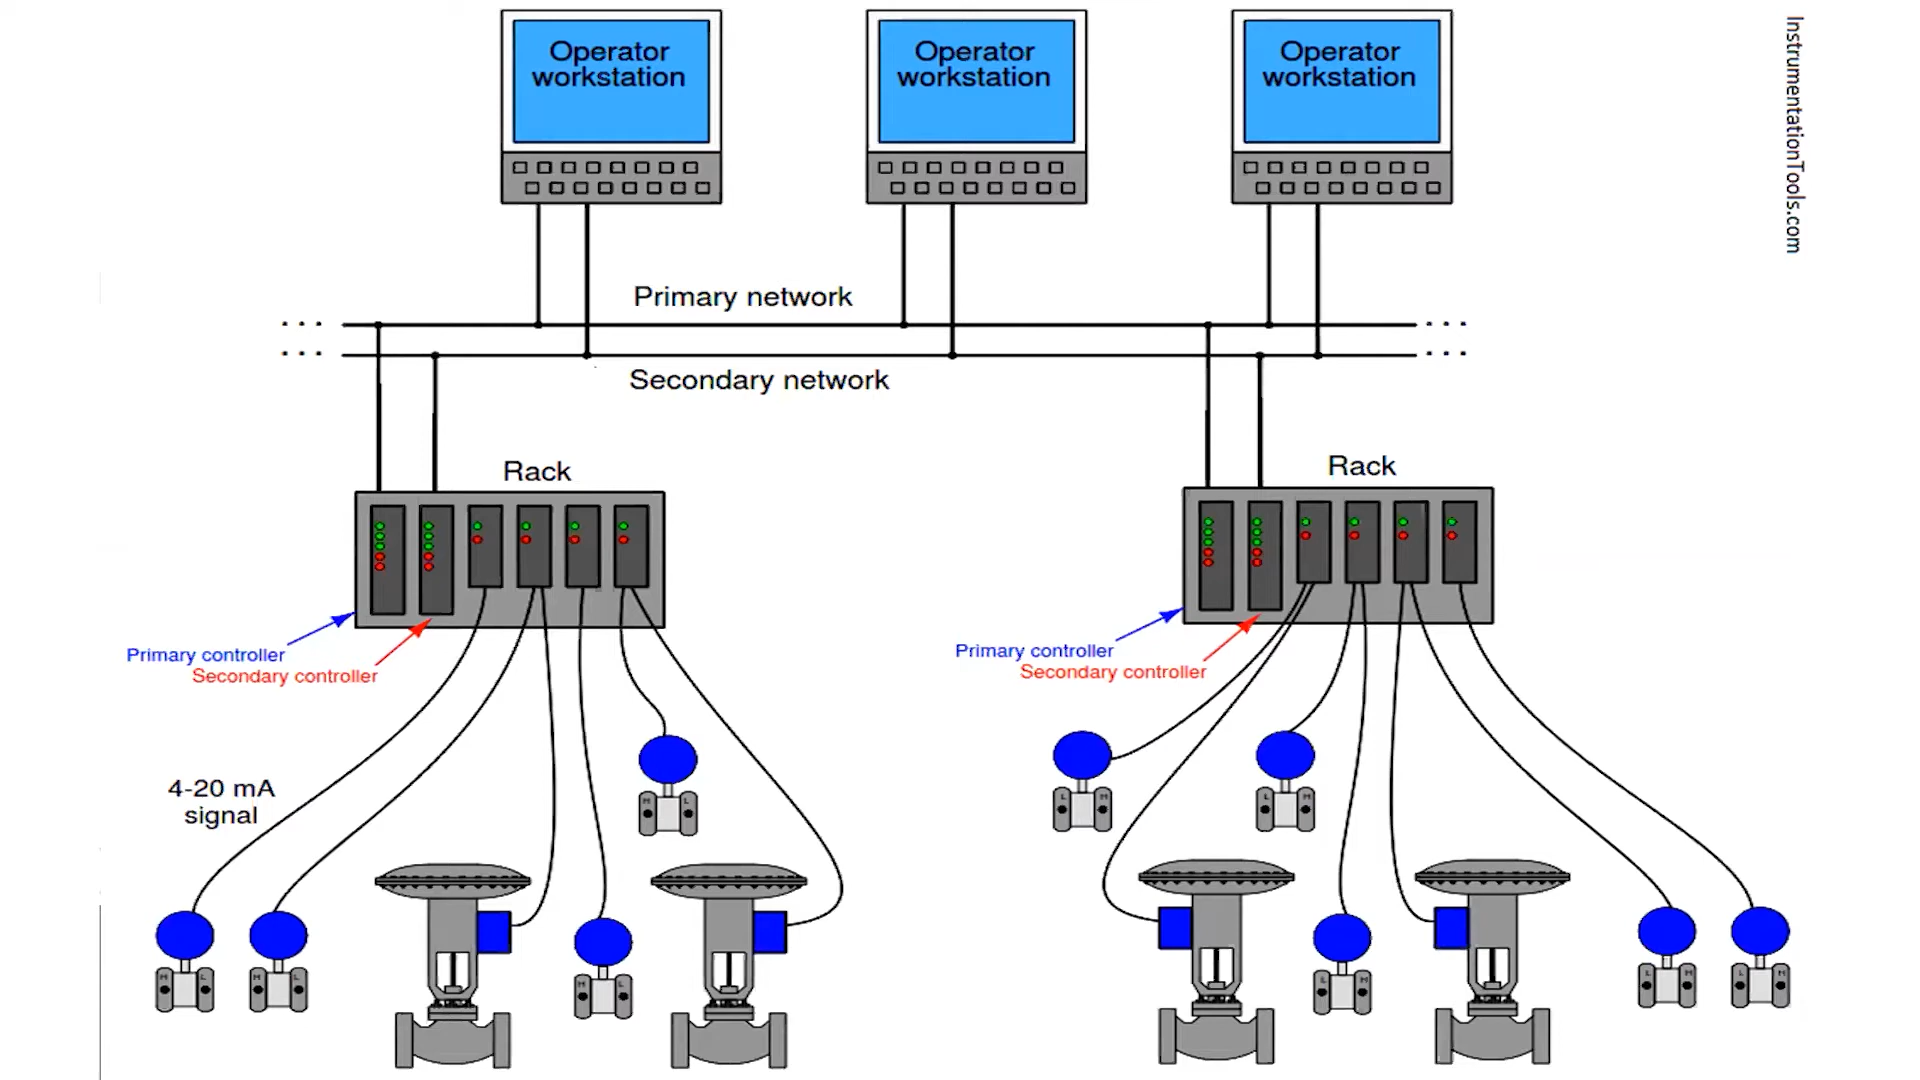 Operator
workstation
Operator
workstation
Operator
workstation
InstrumentationTools.com
Primary network
. . .
. . .
. . .
. . .
Secondary network
Rack
Rack
Primary controller
Secondary controller
Primary controller
Secondary controller
4-20 mA
signal
H L
L H
L H
H L
H L
H L
L H
L H
L H